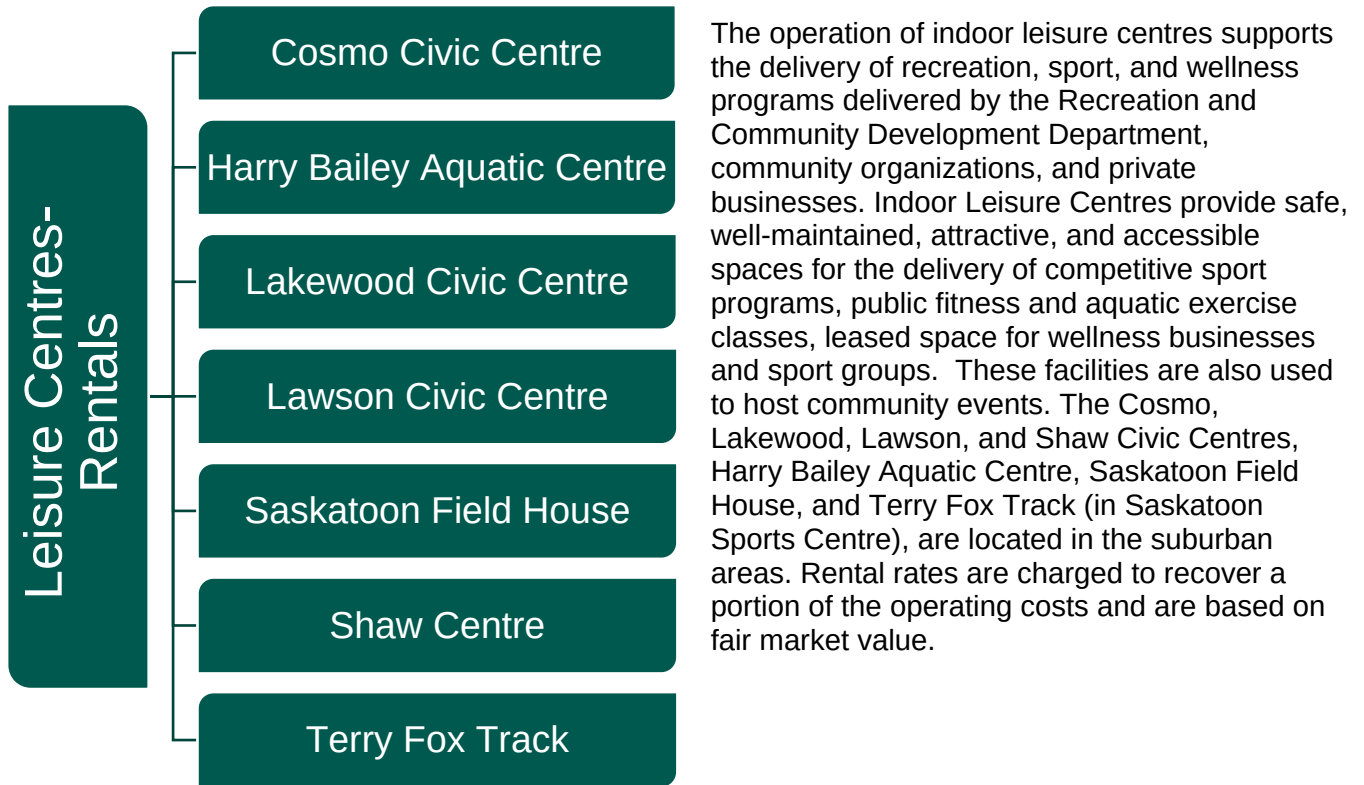 Leisure Centres-
Rentals
Cosmo Civic Centre
Harry Bailey Aquatic Centre
Lakewood Civic Centre
Lawson Civic Centre
Saskatoon Field House
Shaw Centre
Terry Fox Track
The operation of indoor leisure centres supports
the delivery of recreation, sport, and wellness
programs delivered by the Recreation and
Community Development Department,
community organizations, and private
businesses. Indoor Leisure Centres provide safe,
well-maintained, attractive, and accessible
spaces for the delivery of competitive sport
programs, public fitness and aquatic exercise
classes, leased space for wellness businesses
and sport groups.  These facilities are also used
to host community events. The Cosmo,
Lakewood, Lawson, and Shaw Civic Centres,
Harry Bailey Aquatic Centre, Saskatoon Field
House, and Terry Fox Track (in Saskatoon
Sports Centre), are located in the suburban
areas. Rental rates are charged to recover a
portion of the operating costs and are based on
fair market value.